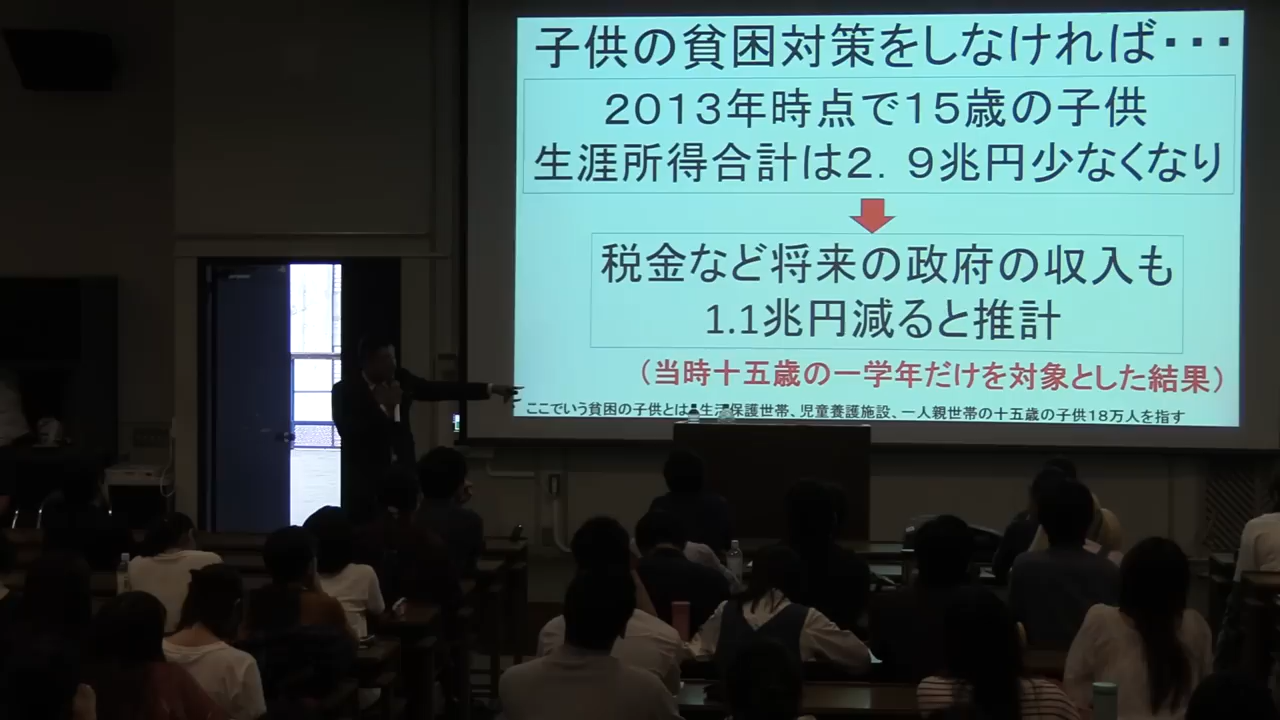 子供の貧困対策をしなければ・・・
２０１３年時点で１５歳の子供
生涯所得合計は２．９兆円少なくなり
税金など将来の政府の収入も
1.1兆円減ると推計
（当時十五歳の一学年だけを対象とした結果）
ここでいう貧困の子供とは、生活保護世帯、児童養護施設、一人親世帯の十五歳の子供18万人を指す